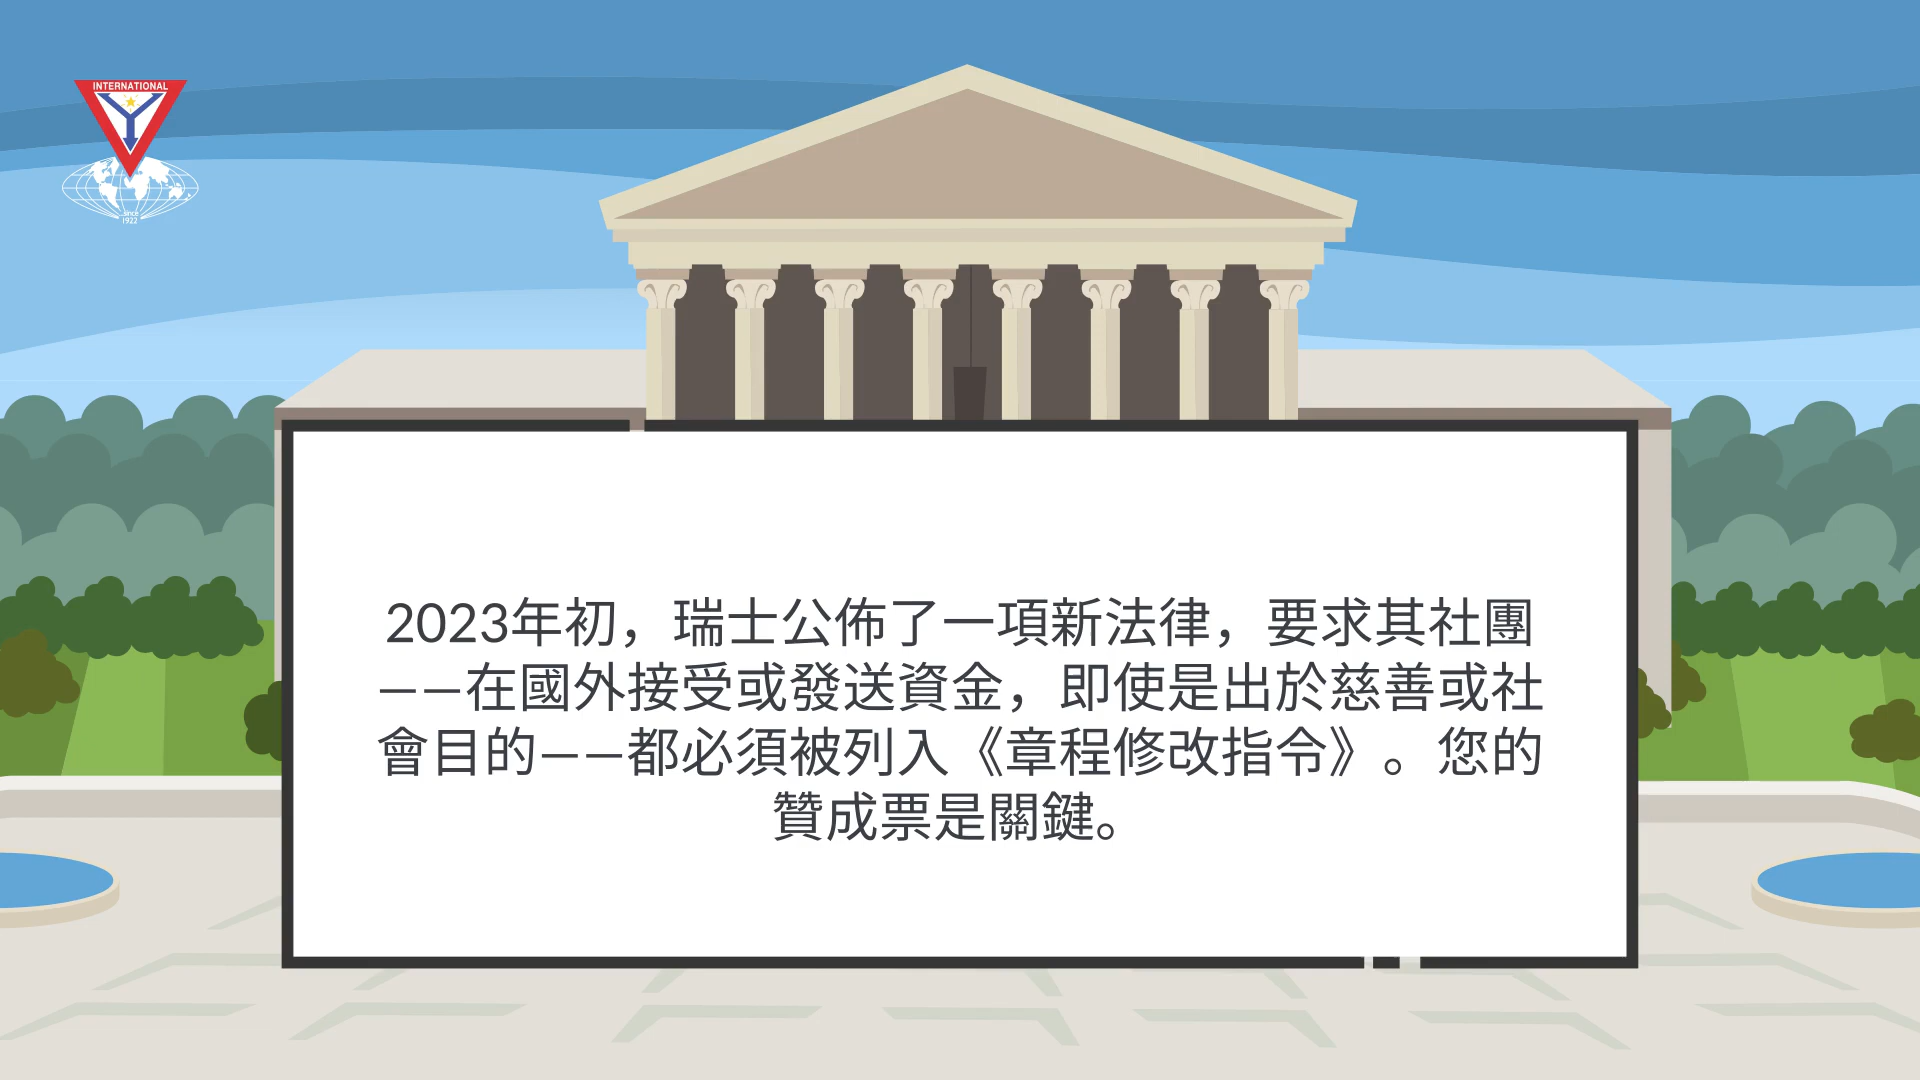 INTERNATIONAL
since
1922
2023年初，瑞士公佈了一項新法律，要求其社團
——在國外接受或發送資金，即使是出於慈善或社
會目的——都必須被列入《章程修改指令》。您的
贊成票是關鍵。